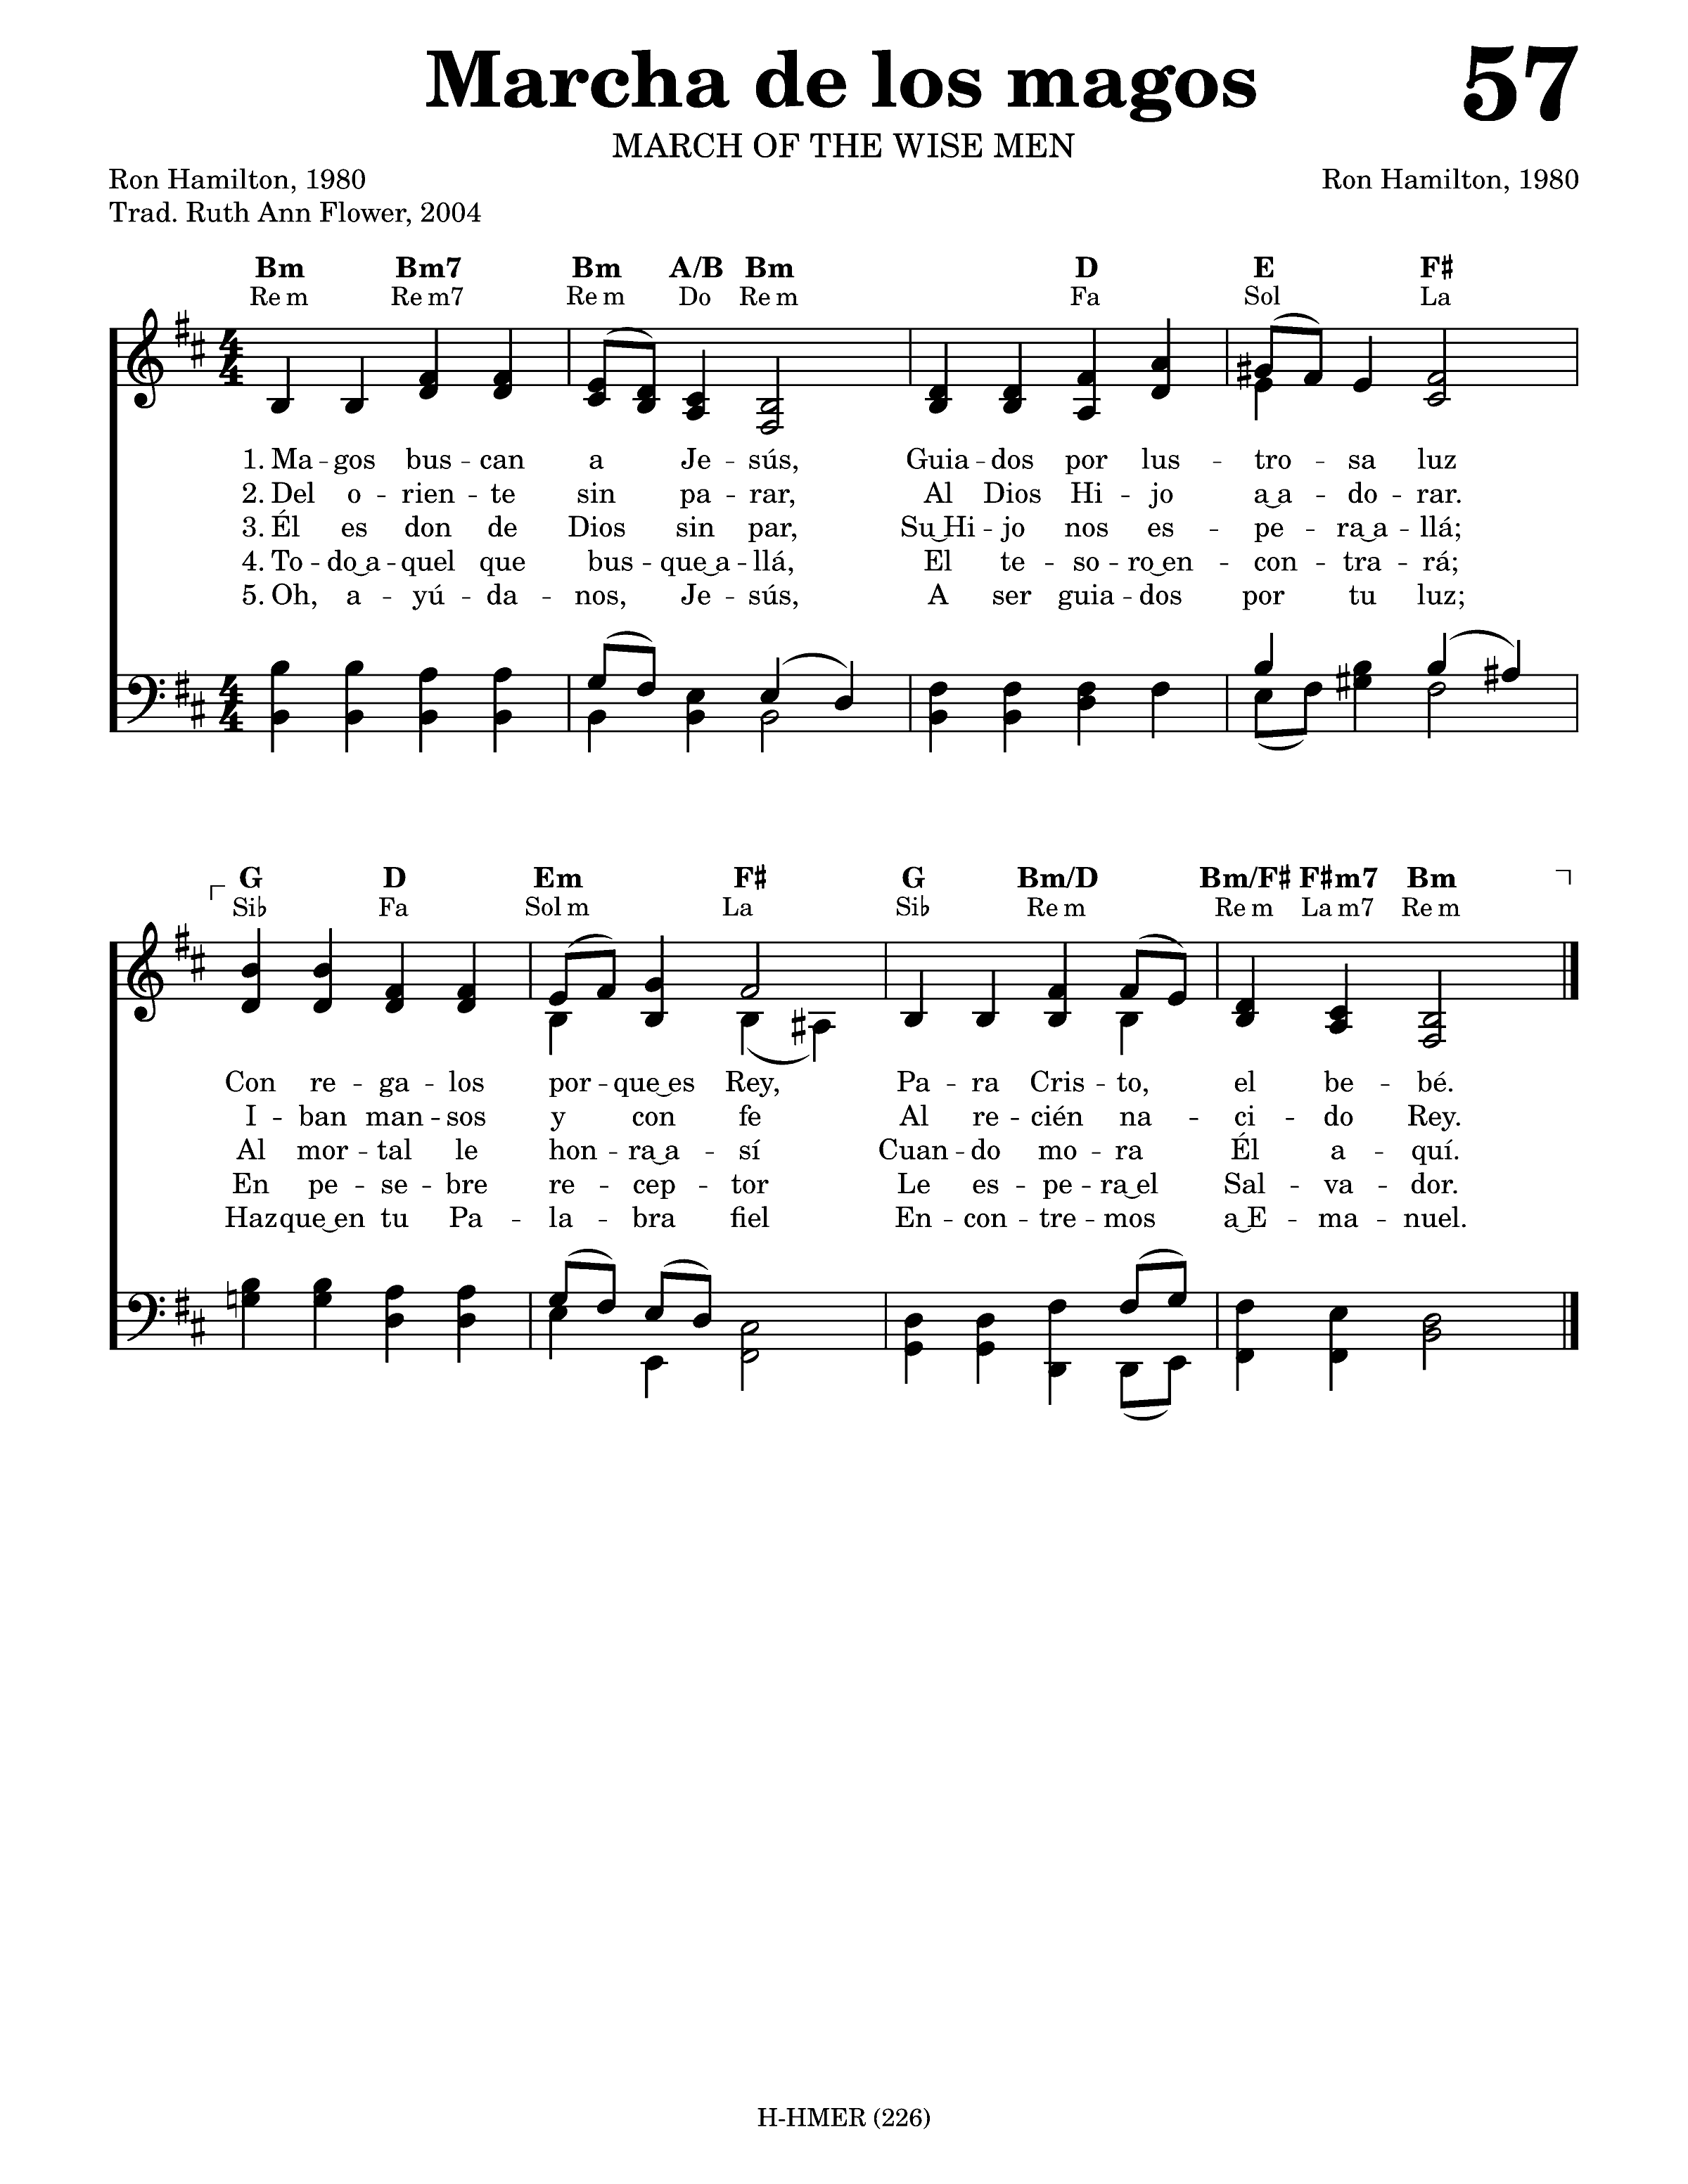 Marcha de los magos
57
MARCH OF THE WISE MEN
Ron Hamilton, 1980
Ron Hamilton, 1980
Trad. Ruth Ann Flower, 2004
Bm Bm7 Bm A/B Bm D E F♯
Re m Re m7 Re m Do Re m Fa Sol La
1. Ma – gos bus – can a Je – sús, Guia – dos por lus – tro – sa luz
2. Del o – rien – te sin pa – rar, Al Dios Hi – jo a‿a – do – rar.
3. Él es don de Dios sin par, Su‿Hi – jo nos es – pe – ra‿a – llá;
4. To – do‿a – quel que bus – que‿a – llá, El te – so – ro‿en – con – tra – rá;
5. Oh, a – yú – da – nos, Je – sús, A ser guia – dos por tu luz;
G D Em F♯ G Bm/D Bm/F♯ F♯m7 Bm
Si♭ Fa Sol m La Si♭ Re m Re m La m7 Re m
Con re – ga – los por – que‿es Rey, Pa – ra Cris – to, el be – bé.
I – ban man – sos y con fe Al re – cién na – ci – do Rey.
Al mor – tal le hon – ra‿a – sí Cuan – do mo – ra Él a – quí.
En pe – se – bre re – cep – tor Le es – pe – ra‿el Sal – va – dor.
Haz que‿en tu Pa – la – bra fiel En – con – tre – mos a‿E – ma – nuel.
H-HMER (226)